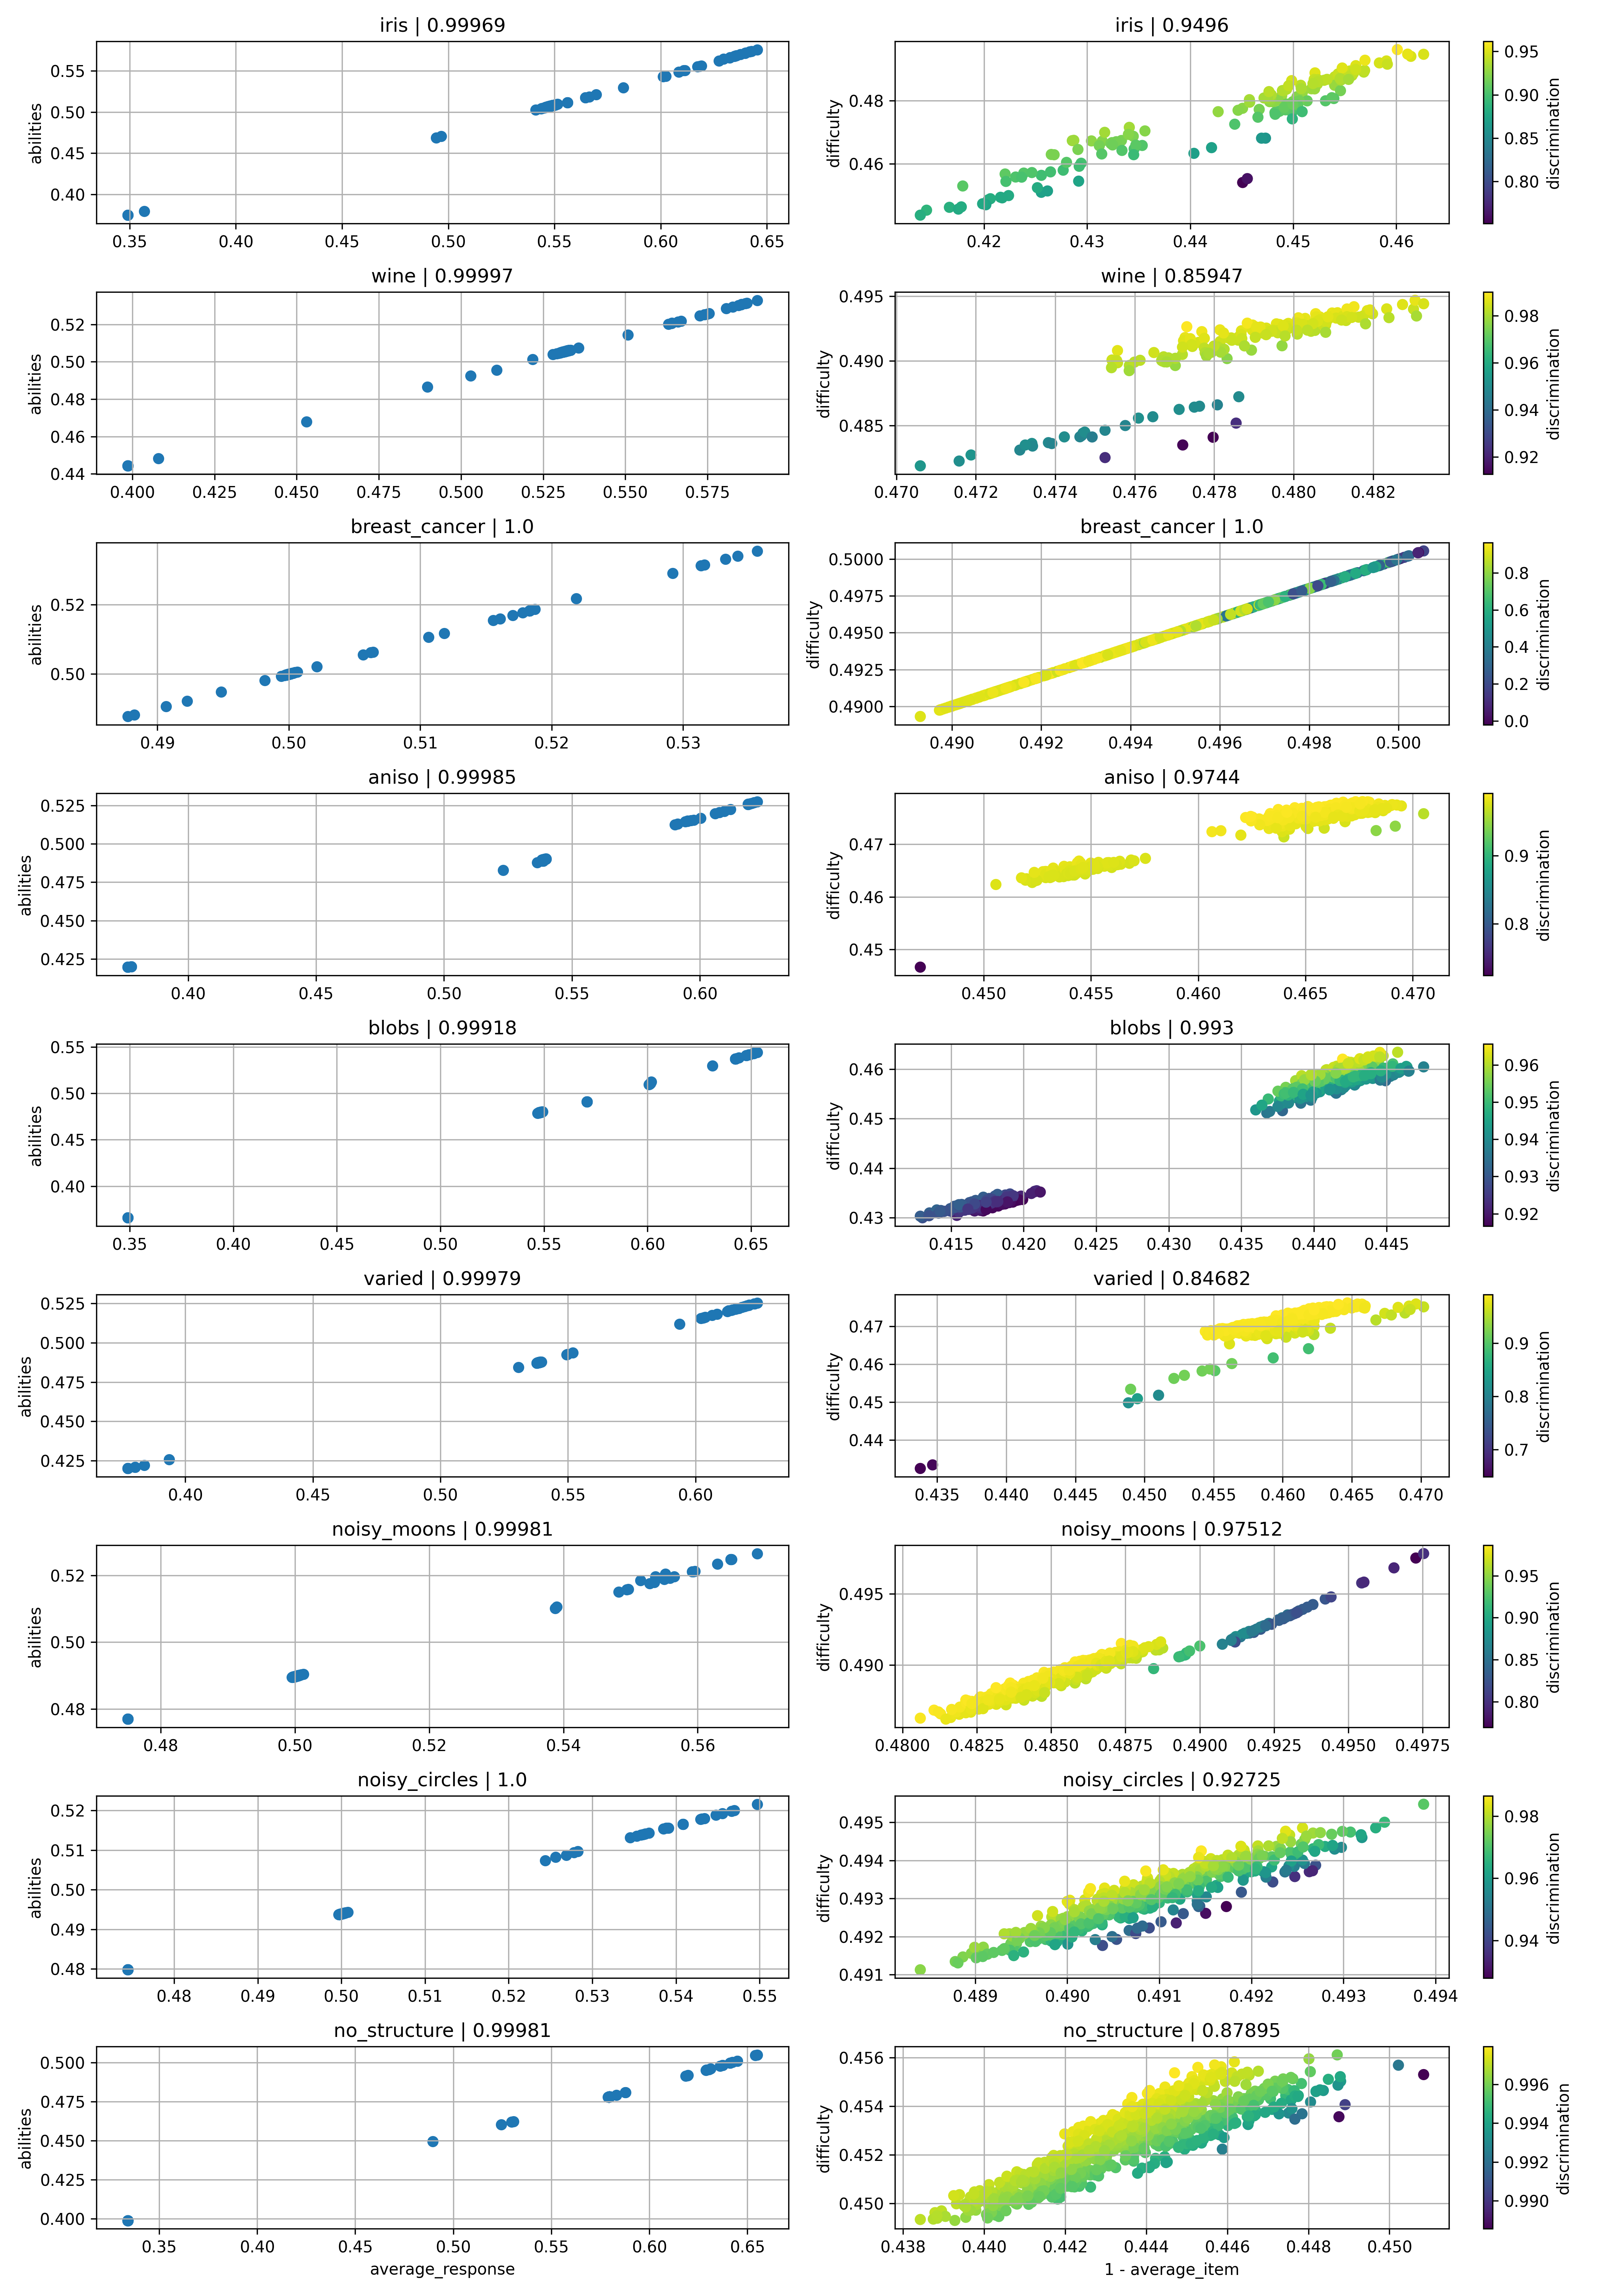 iris | 0.99969
abilities
0.55
0.50
0.45
0.40
0.35 0.40 0.45 0.50 0.55 0.60 0.65
iris | 0.9496
difficulty
0.48
0.46
0.42 0.43 0.44 0.45 0.46
0.95
0.90
0.85
0.80
discrimination
wine | 0.99997
abilities
0.52
0.50
0.48
0.46
0.44
0.400 0.425 0.450 0.475 0.500 0.525 0.550 0.575
wine | 0.85947
difficulty
0.495
0.490
0.485
0.470 0.472 0.474 0.476 0.478 0.480 0.482
0.98
0.96
0.94
0.92
discrimination
breast_cancer | 1.0
abilities
0.52
0.50
0.49 0.50 0.51 0.52 0.53
breast_cancer | 1.0
difficulty
0.5000
0.4975
0.4950
0.4925
0.4900
0.490 0.492 0.494 0.496 0.498 0.500
0.8
0.6
0.4
0.2
0.0
discrimination
aniso | 0.99985
abilities
0.525
0.500
0.475
0.450
0.425
0.40 0.45 0.50 0.55 0.60
aniso | 0.9744
difficulty
0.47
0.46
0.45
0.450 0.455 0.460 0.465 0.470
0.9
0.8
discrimination
blobs | 0.99918
abilities
0.55
0.50
0.45
0.40
0.35 0.40 0.45 0.50 0.55 0.60 0.65
blobs | 0.993
difficulty
0.46
0.45
0.44
0.43
0.415 0.420 0.425 0.430 0.435 0.440 0.445
0.96
0.95
0.94
0.93
0.92
discrimination
varied | 0.99979
abilities
0.525
0.500
0.475
0.450
0.425
0.40 0.45 0.50 0.55 0.60
varied | 0.84682
difficulty
0.47
0.46
0.45
0.44
0.435 0.440 0.445 0.450 0.455 0.460 0.465 0.470
0.9
0.8
0.7
discrimination
noisy_moons | 0.99981
abilities
0.52
0.50
0.48
0.48 0.50 0.52 0.54 0.56
noisy_moons | 0.97512
difficulty
0.495
0.490
0.4800 0.4825 0.4850 0.4875 0.4900 0.4925 0.4950 0.4975
0.95
0.90
0.85
0.80
discrimination
noisy_circles | 1.0
abilities
0.52
0.51
0.50
0.49
0.48
0.48 0.49 0.50 0.51 0.52 0.53 0.54 0.55
noisy_circles | 0.92725
difficulty
0.495
0.494
0.493
0.492
0.491
0.489 0.490 0.491 0.492 0.493 0.494
0.98
0.96
0.94
discrimination
no_structure | 0.99981
abilities
0.500
0.475
0.450
0.425
0.400
0.35 0.40 0.45 0.50 0.55 0.60 0.65
average_response
no_structure | 0.87895
difficulty
0.456
0.454
0.452
0.450
0.438 0.440 0.442 0.444 0.446 0.448 0.450
1 - average_item
0.996
0.994
0.992
0.990
discrimination